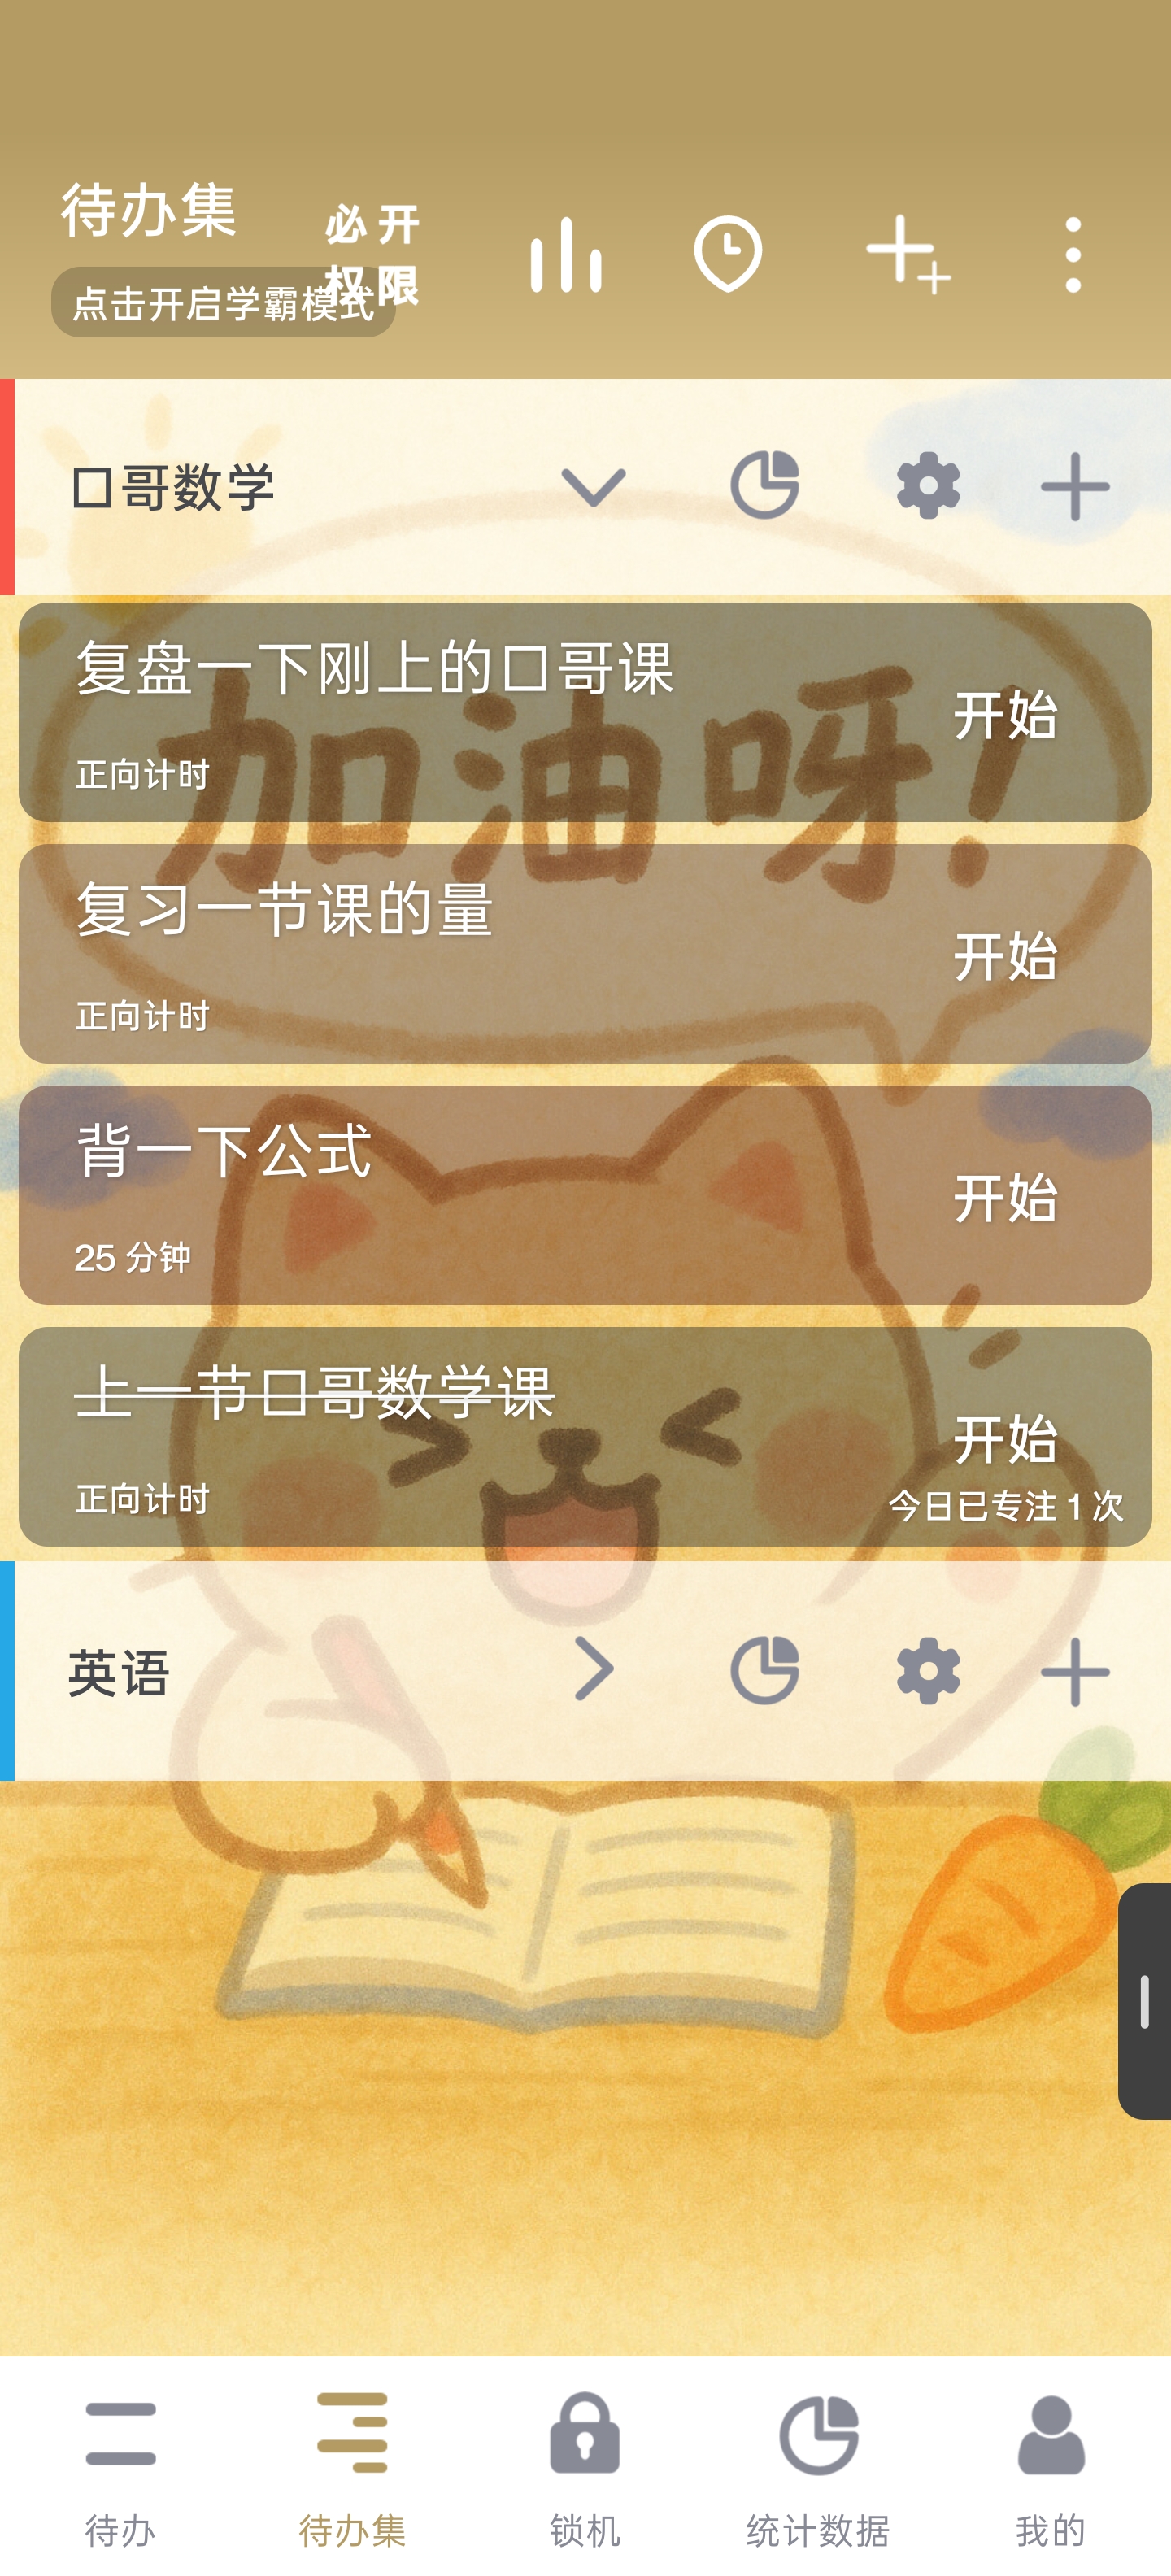 待办集
必开
权限
点击开启学霸模式
口哥数学
复盘一下刚上的口哥课
开始
正向计时
加油呀!
复习一节课的量
开始
正向计时
背一下公式
开始
25 分钟
上一节口哥数学课
开始
正向计时
今日已专注 1 次
英语
待办
待办集
锁机
统计数据
我的